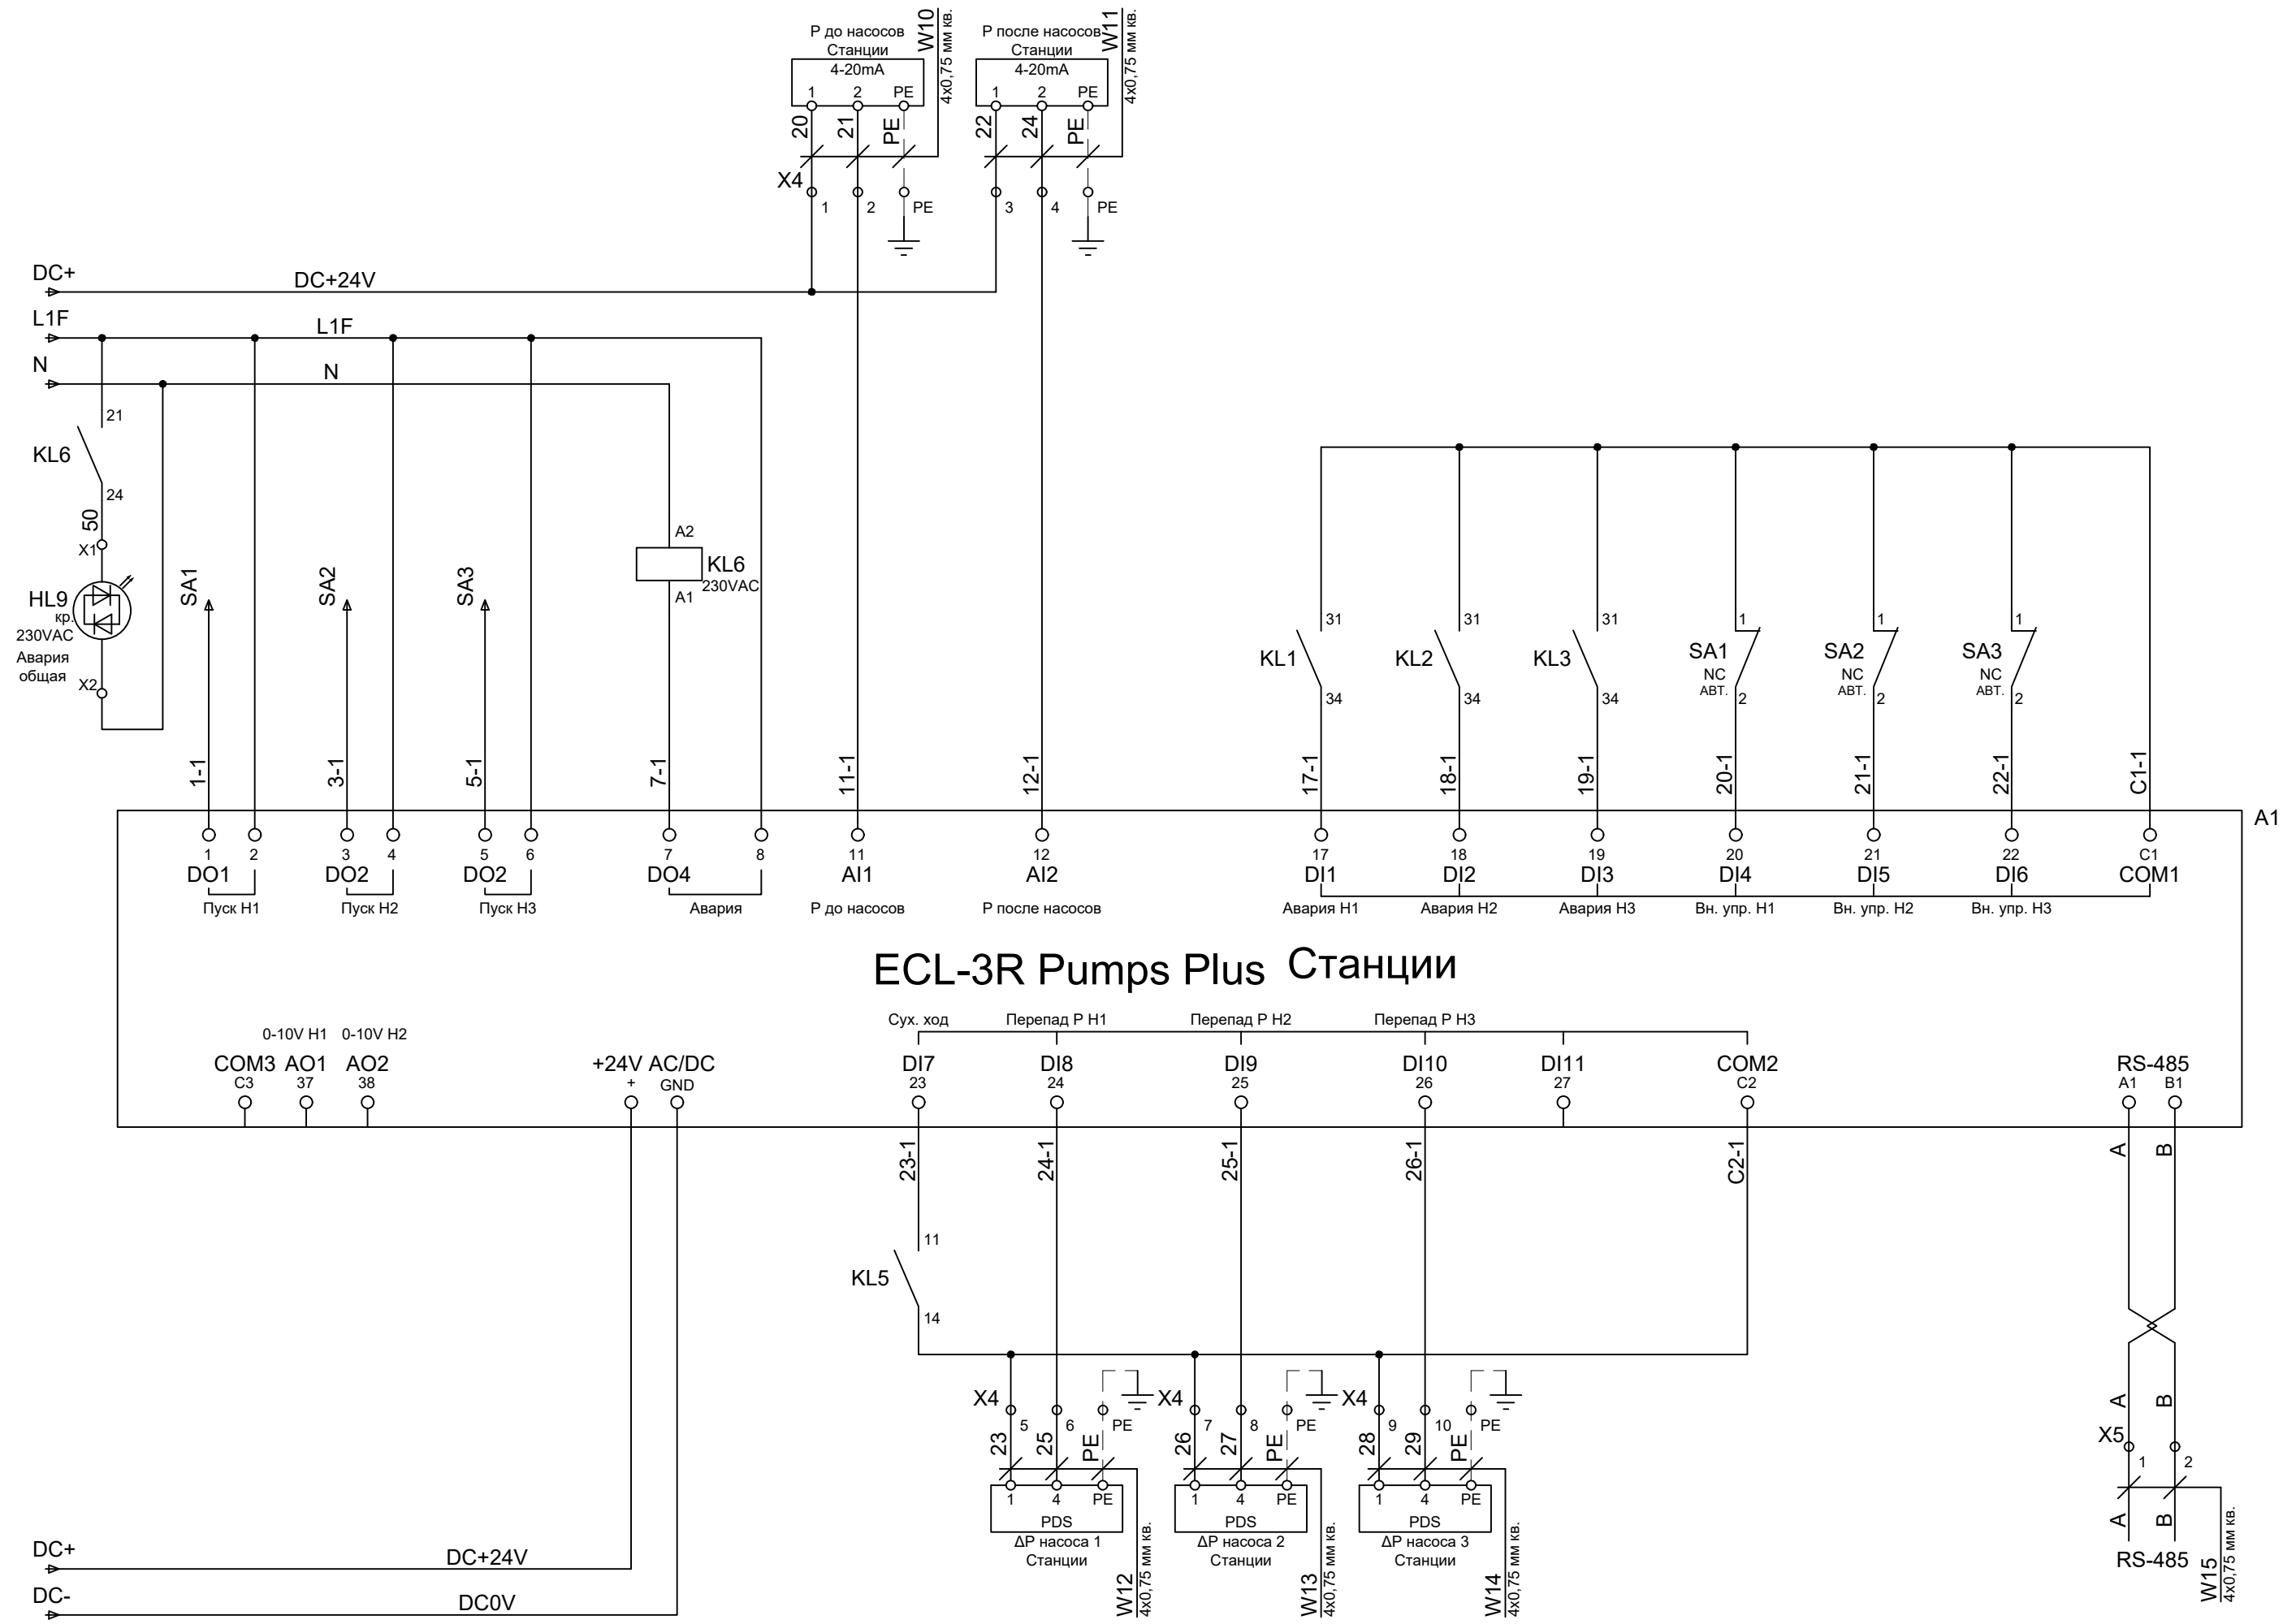 P до насосов
Станции
4-20mA
1 2 PE
20 21 PE
W10
4x0,75 мм кв.
X4
1 2 PE
P после насосов
Станции
4-20mA
1 2 PE
22 24 PE
W11
4x0,75 мм кв.
3 4 PE
DC+
DC+24V
L1F
L1F
N
N
21
KL6
24
50
X1
HL9
кр.
230VAC
Авария
общая
X2
SA1
SA2
SA3
A2
KL6
230VAC
A1
31 31 31 1 1 1
KL1
KL2
KL3
SA1
NC
АВТ.
SA2
NC
АВТ.
SA3
NC
АВТ.
34 34 34 2 2 2
1-1 3-1 5-1 7-1 11-1 12-1 17-1 18-1 19-1 20-1 21-1 22-1 C1-1
A1
1 2 3 4 5 6 7 8 11 12 17 18 19 20 21 22 C1
DO1 DO2 DO2 DO4 AI1 AI2 DI1 DI2 DI3 DI4 DI5 DI6 COM1
Пуск Н1 Пуск Н2 Пуск Н3 Авария P до насосов P после насосов Авария Н1 Авария Н2 Авария Н3 Вн. упр. Н1 Вн. упр. Н2 Вн. упр. Н3
ECL-3R Pumps Plus Станции
Сух. ход Перепад P Н1 Перепад P Н2 Перепад P Н3
0-10V H1 0-10V H2
COM3 AO1 AO2 +24V AC/DC DI7 DI8 DI9 DI10 DI11 COM2 RS-485
C3 37 38 + GND 23 24 25 26 27 C2 A1 B1
23-1 24-1 25-1 26-1 C2-1 A B
11
KL5
14
X4
5 6 PE
23 25 PE
1 4 PE
PDS
ΔP насоса 1
Станции
W12
4x0,75 мм кв.
X4
7 8 PE
26 27 PE
1 4 PE
PDS
ΔP насоса 2
Станции
W13
4x0,75 мм кв.
X4
9 10 PE
28 29 PE
1 4 PE
PDS
ΔP насоса 3
Станции
W14
4x0,75 мм кв.
A B
X5
1 2
A B
RS-485
W15
4x0,75 мм кв.
DC+
DC+24V
DC-
DC0V